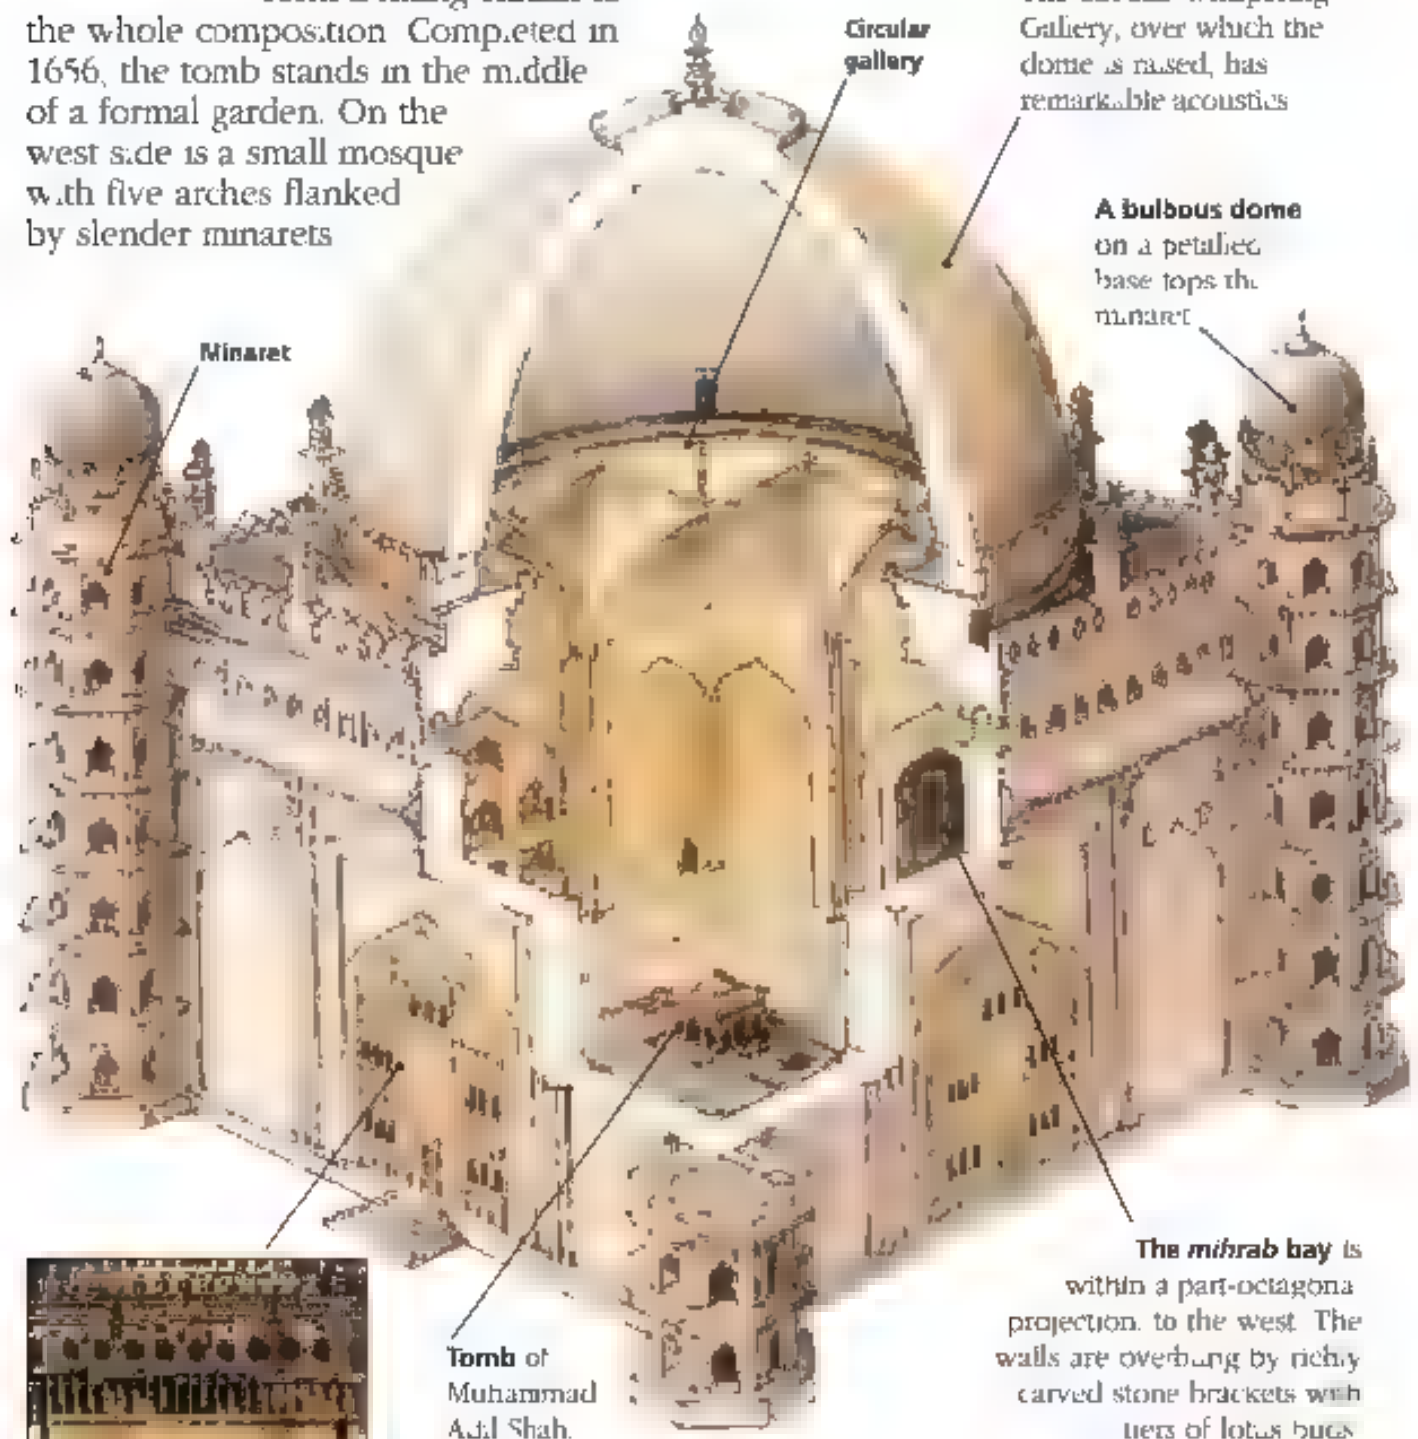 the whole composition. Completed in
1656, the tomb stands in the middle
of a formal garden. On the
west side is a small mosque
with five arches flanked
by slender minarets
Circular
gallery
Gallery, over which the
dome is raised, has
remarkable acoustics
A bulbous dome
on a petalled
base tops the
minaret
Minaret
Tomb of
Muhammad
Adil Shah.
The mihrab bay is
within a part-octagonal
projection to the west. The
walls are overhung by richly
carved stone brackets with
tiers of lotus buds